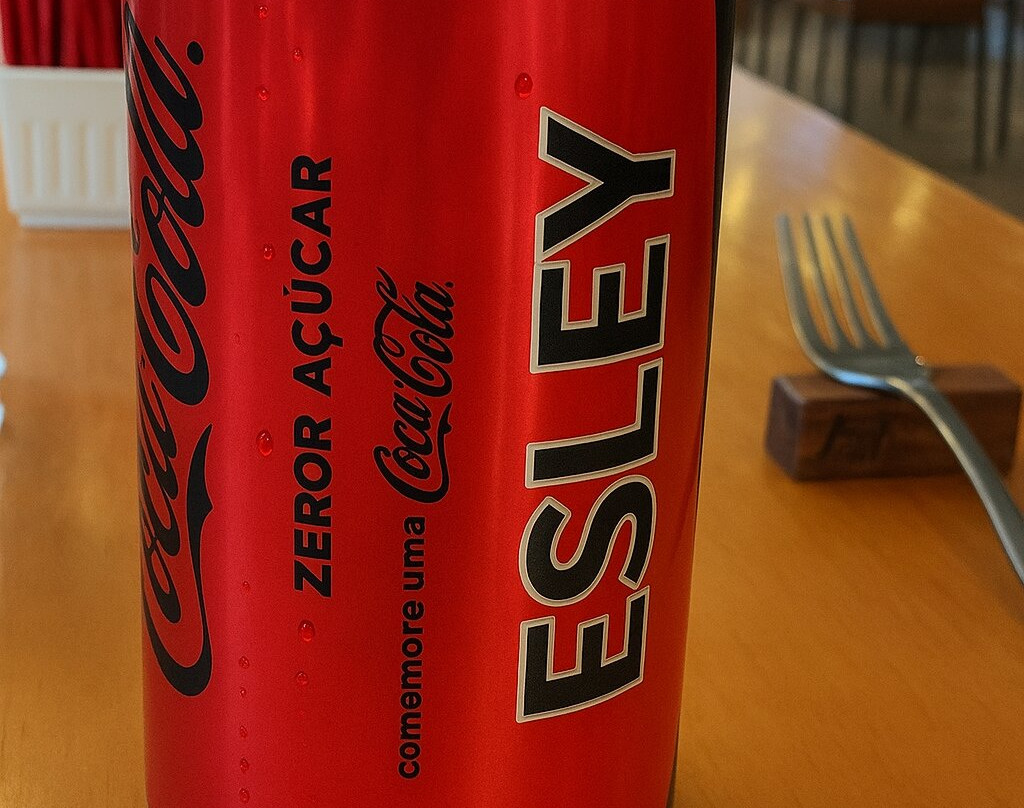 Coca-Cola.
ZEROR AÇÚCAR
comemore uma Coca-Cola.
ESLEY